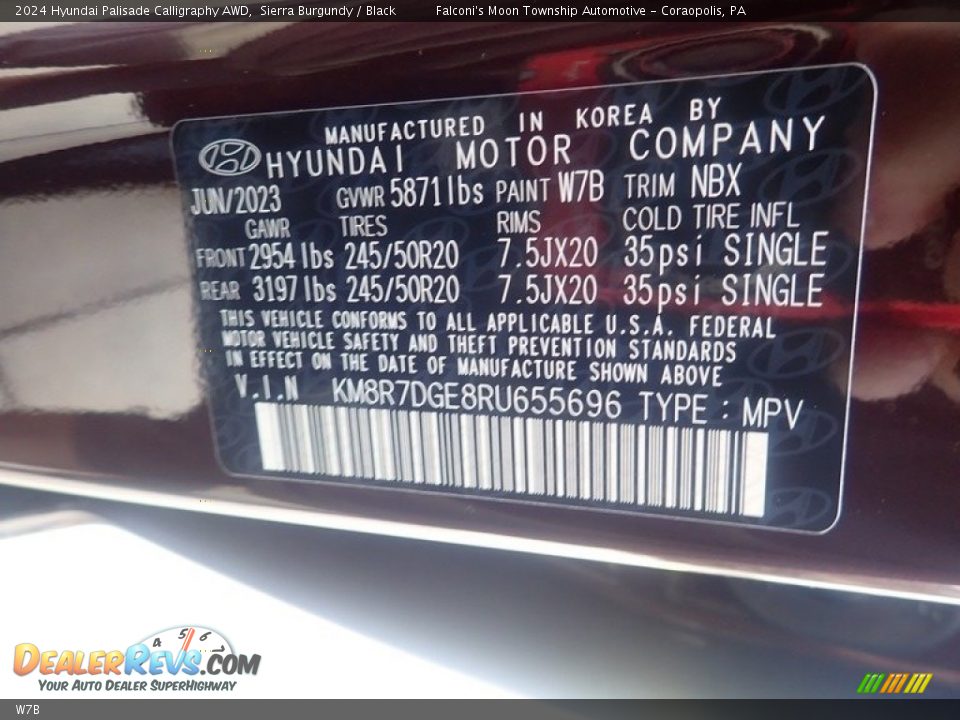 2024 Hyundai Palisade Calligraphy AWD, Sierra Burgundy / Black Falconi's Moon Township Automotive - Coraopolis, PA
MANUFACTURED IN KOREA BY
HYUNDAI MOTOR COMPANY
JUN/2023 GVWR 5871lbs PAINT W7B TRIM NBX
GAWR TIRES RIMS COLD TIRE INFL
FRONT 2954 lbs 245/50R20 7.5JX20 35psi SINGLE
REAR 3197 lbs 245/50R20 7.5JX20 35psi SINGLE
THIS VEHICLE CONFORMS TO ALL APPLICABLE U.S.A. FEDERAL
MOTOR VEHICLE SAFETY AND THEFT PREVENTION STANDARDS
IN EFFECT ON THE DATE OF MANUFACTURE SHOWN ABOVE
V.I.N KM8R7DGE8RU655696 TYPE : MPV
4 5 6
DEALERREVS.COM
YOUR AUTO DEALER SUPERHIGHWAY
W7B